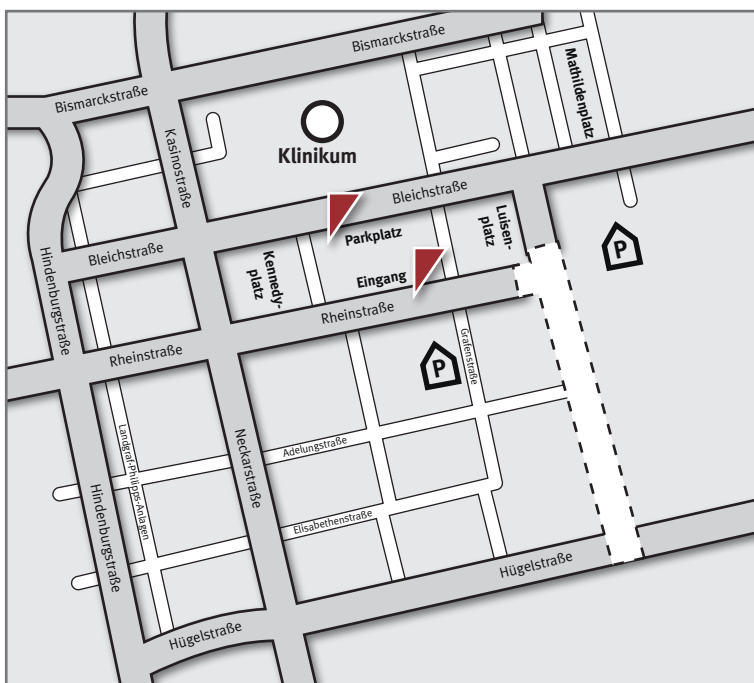 Bismarckstraße
Mathildenplatz
Bismarckstraße
Kasinostraße
Klinikum
Bleichstraße
Luisen-
platz
Parkplatz
P
Bleichstraße
Kennedy-
platz
Eingang
Hindenburgstraße
Rheinstraße
Rheinstraße
Grafenstraße
P
Landgraf-Philipps-Anlagen
Neckarstraße
Adelungstraße
Hindenburgstraße
Elisabethenstraße
Hügelstraße
Hügelstraße